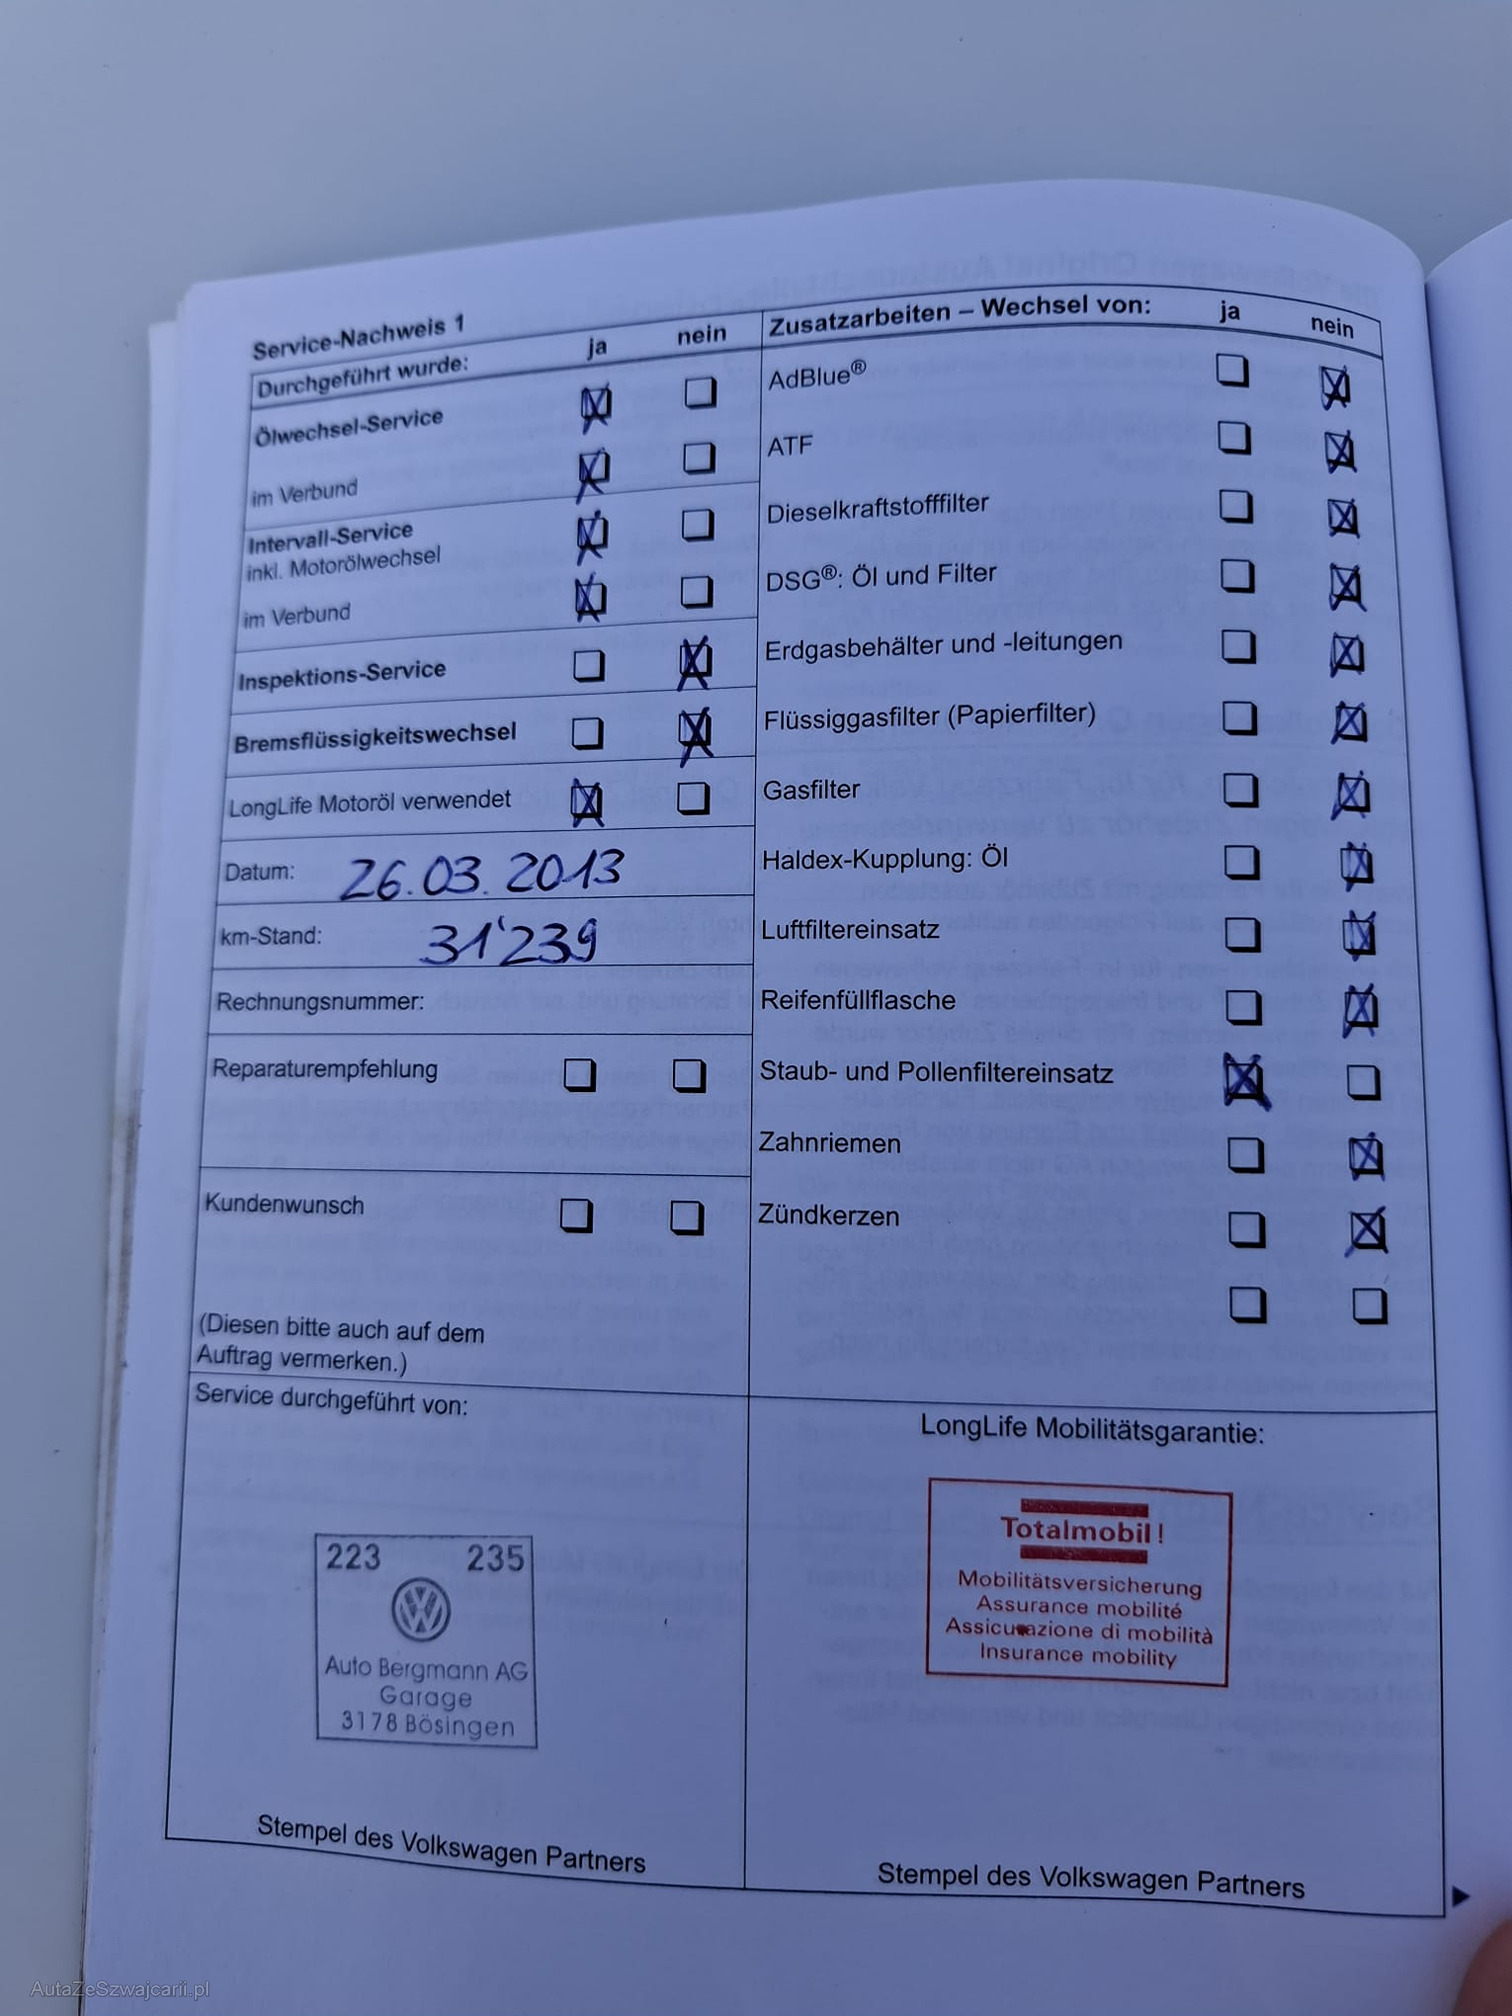 Service-Nachweis 1
Durchgeführt wurde: ja nein
Ölwechsel-Service
im Verbund
Intervall-Service
inkl. Motorölwechsel
im Verbund
Inspektions-Service
Bremsflüssigkeitswechsel
LongLife Motoröl verwendet
Datum: 26.03.2013
km-Stand: 31'239
Rechnungsnummer:
Reparaturempfehlung
Kundenwunsch
(Diesen bitte auch auf dem
Auftrag vermerken.)
Zusatzarbeiten – Wechsel von: ja nein
AdBlue®
ATF
Dieselkraftstofffilter
DSG®: Öl und Filter
Erdgasbehälter und -leitungen
Flüssiggasfilter (Papierfilter)
Gasfilter
Haldex-Kupplung: Öl
Luftfiltereinsatz
Reifenfüllflasche
Staub- und Pollenfiltereinsatz
Zahnriemen
Zündkerzen
Service durchgeführt von:
223 235
Auto Bergmann AG
Garage
3178 Bösingen
Stempel des Volkswagen Partners
LongLife Mobilitätsgarantie:
Totalmobil!
Mobilitätsversicherung
Assurance mobilité
Assicurazione di mobilità
Insurance mobility
Stempel des Volkswagen Partners
AutaZeSzwajcarii.pl